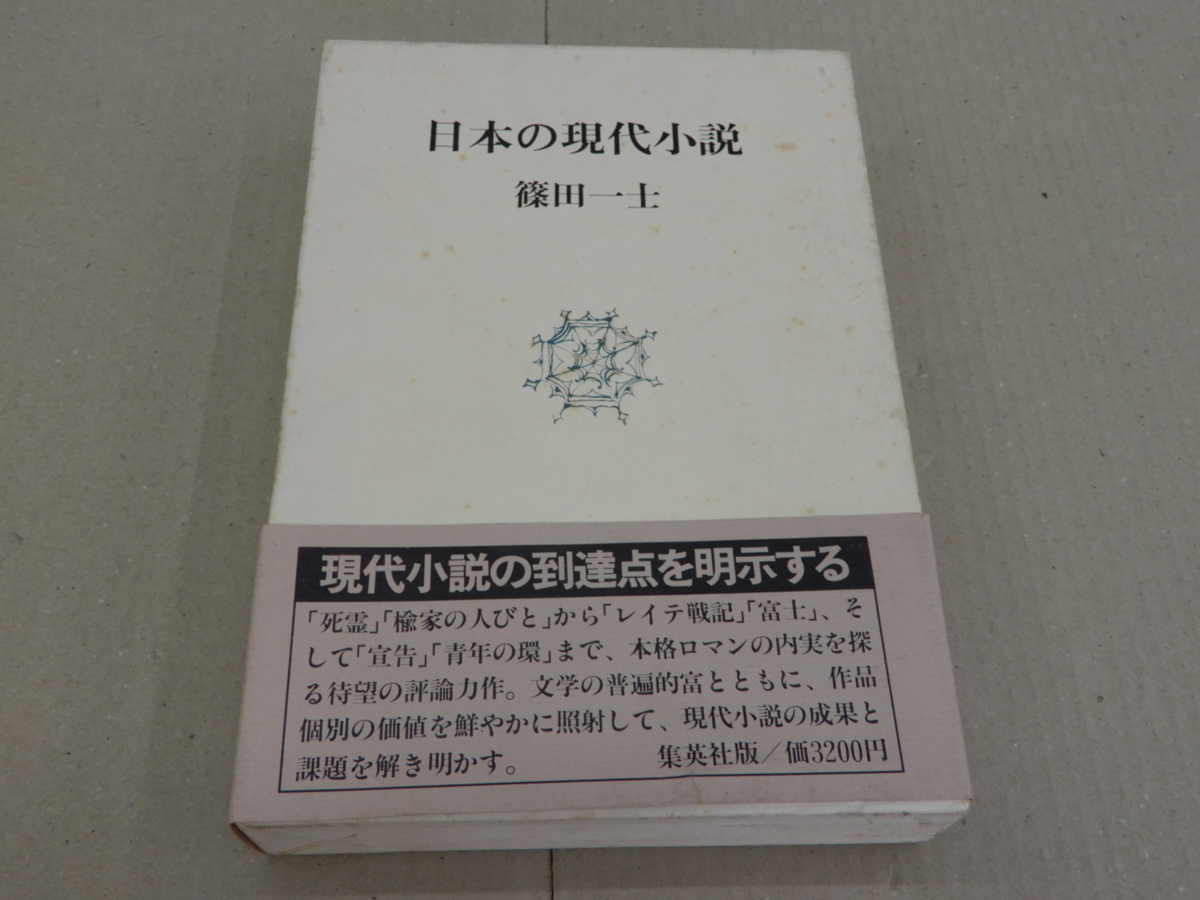 日本の現代小説
篠田一士
現代小説の到達点を明示する
「死霊」「楡家の人びと」から「レイテ戦記」「富士」、そ
して「宣告」「青年の環」まで、本格ロマンの内実を探
る待望の評論力作。文学の普遍的富とともに、作品
個別の価値を鮮やかに照射して、現代小説の成果と
課題を解き明かす。 集英社版／価3200円